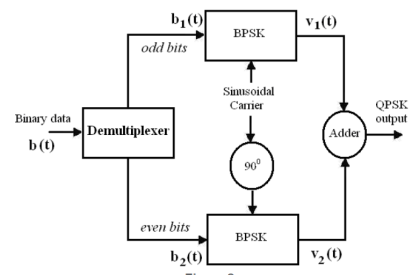 b₁(t)
BPSK
v₁(t)
odd bits
Sinusoidal
Carrier
QPSK
output
Binary data
b(t)
Demultiplexer
Adder
90⁰
even bits
b₂(t)
BPSK
v₂(t)